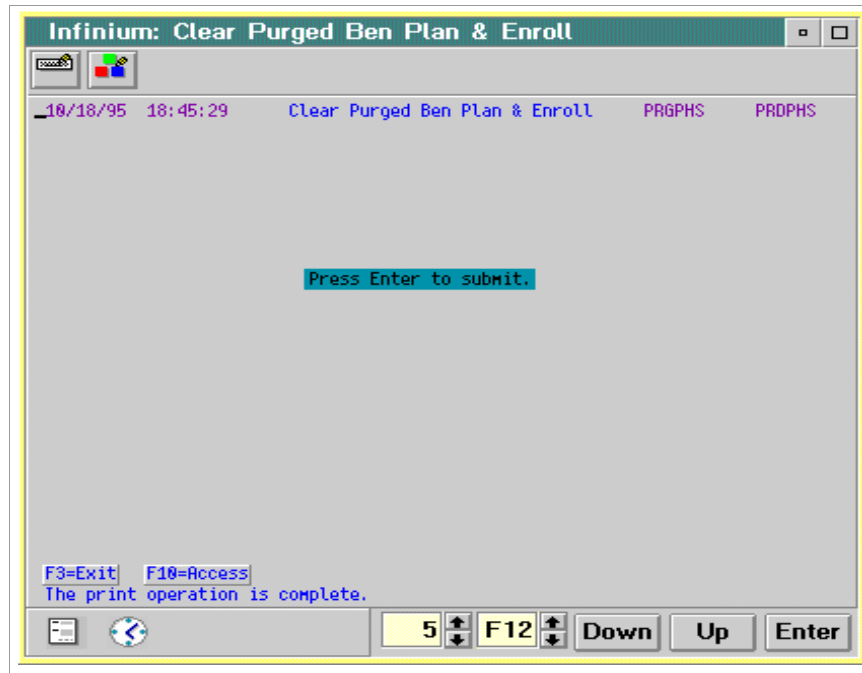 Infinium: Clear Purged Ben Plan & Enroll
10/18/95 18:45:29 Clear Purged Ben Plan & Enroll PRGPHS PRDPHS
Press Enter to submit.
F3=Exit F10=Access
The print operation is complete.
5 F12 Down Up Enter